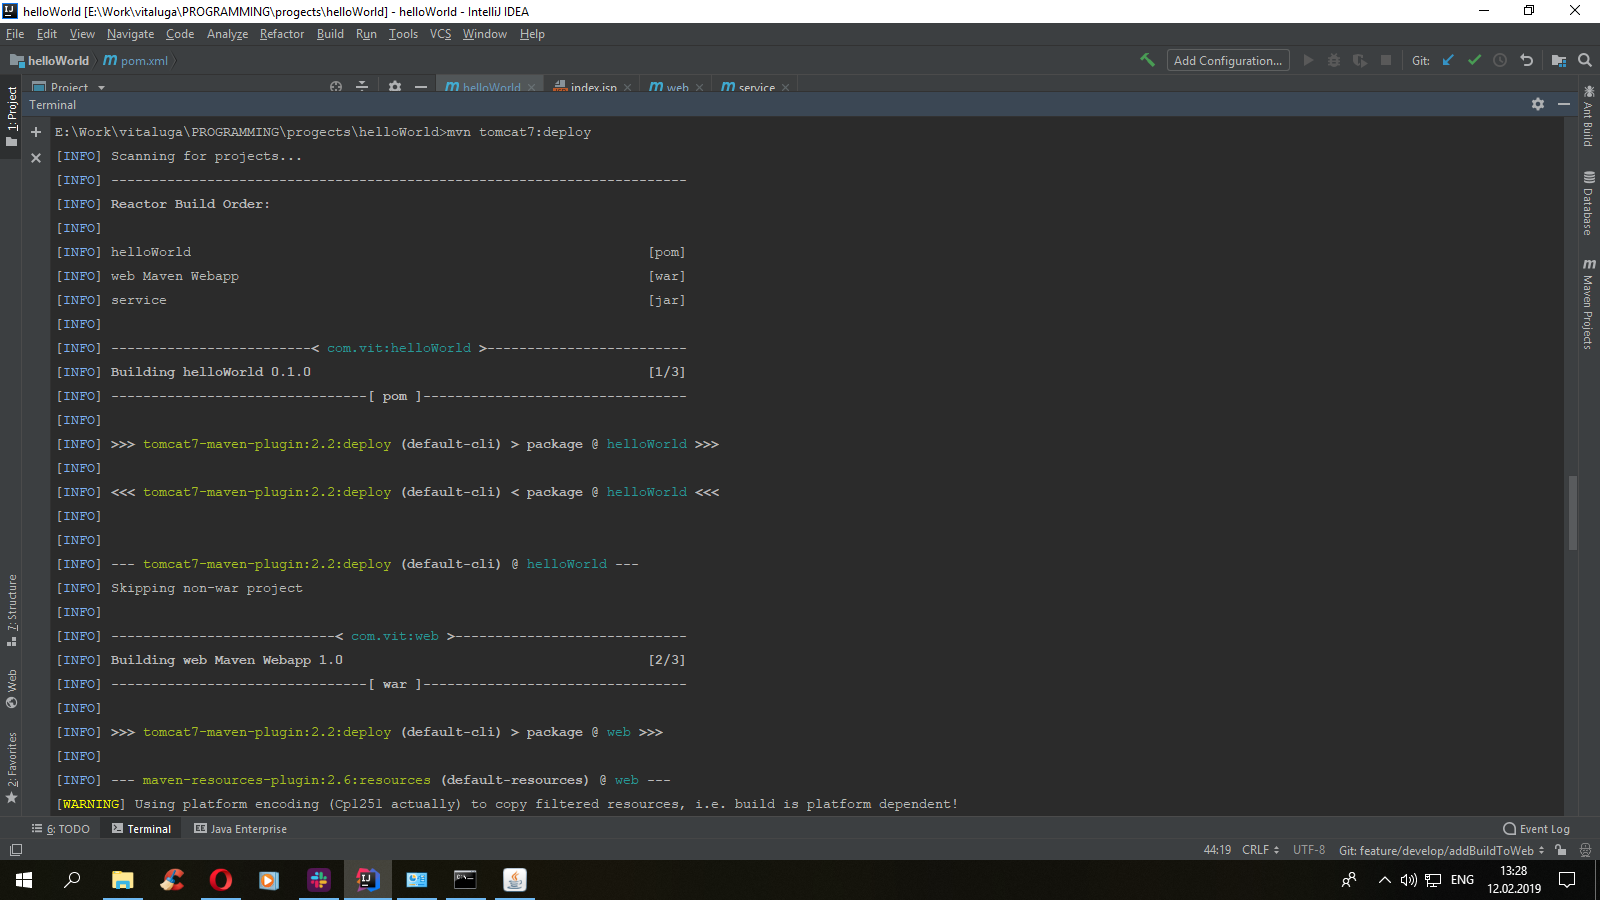 helloWorld [E:\Work\vitaluga\PROGRAMMING\progects\helloWorld] - helloWorld - IntelliJ IDEA
File Edit View Navigate Code Analyze Refactor Build Run Tools VCS Window Help
helloWorld pom.xml Add Configuration... Git:
Project helloWorld index.jsp web service
Terminal
E:\Work\vitaluga\PROGRAMMING\progects\helloWorld>mvn tomcat7:deploy
[INFO] Scanning for projects...
[INFO] ------------------------------------------------------------------------
[INFO] Reactor Build Order:
[INFO]
[INFO] helloWorld [pom]
[INFO] web Maven Webapp [war]
[INFO] service [jar]
[INFO]
[INFO] -------------------------< com.vit:helloWorld >-------------------------
[INFO] Building helloWorld 0.1.0 [1/3]
[INFO] --------------------------------[ pom ]---------------------------------
[INFO]
[INFO] >>> tomcat7-maven-plugin:2.2:deploy (default-cli) > package @ helloWorld >>>
[INFO]
[INFO] <<< tomcat7-maven-plugin:2.2:deploy (default-cli) < package @ helloWorld <<<
[INFO]
[INFO]
[INFO] --- tomcat7-maven-plugin:2.2:deploy (default-cli) @ helloWorld ---
[INFO] Skipping non-war project
[INFO]
[INFO] ----------------------------< com.vit:web >-----------------------------
[INFO] Building web Maven Webapp 1.0 [2/3]
[INFO] --------------------------------[ war ]---------------------------------
[INFO]
[INFO] >>> tomcat7-maven-plugin:2.2:deploy (default-cli) > package @ web >>>
[INFO]
[INFO] --- maven-resources-plugin:2.6:resources (default-resources) @ web ---
[WARNING] Using platform encoding (Cp1251 actually) to copy filtered resources, i.e. build is platform dependent!
1: Project
7: Structure
Web
2: Favorites
Ant Build
Database
Maven Projects
6: TODO Terminal Java Enterprise Event Log
44:19 CRLF UTF-8 Git: feature/develop/addBuildToWeb
ENG
13:28
12.02.2019